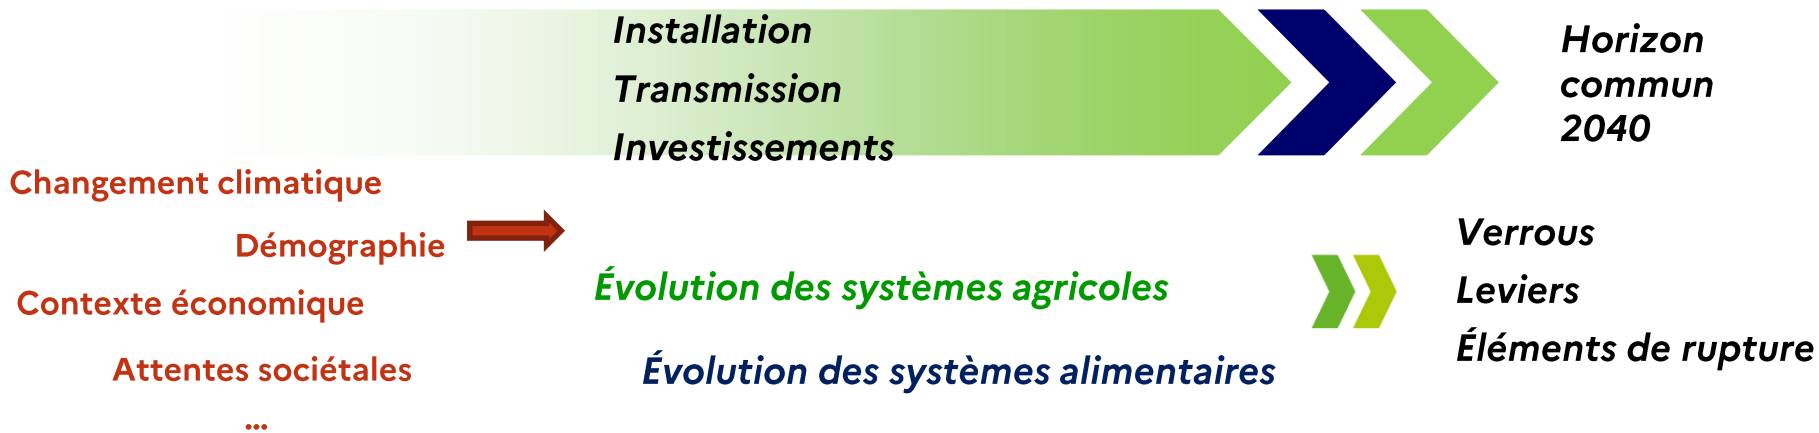 Installation
Transmission
Investissements
Horizon
commun
2040
Changement climatique
Démographie
Contexte économique
Attentes sociétales
...
Évolution des systèmes agricoles
Évolution des systèmes alimentaires
Verrous
Leviers
Éléments de rupture